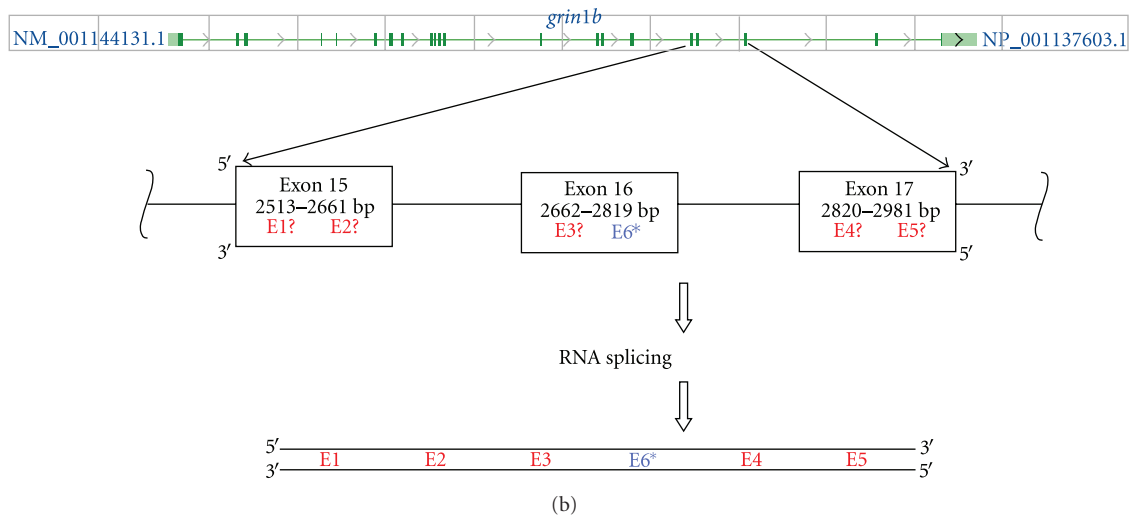 grin1b
NM_001144131.1 NP_001137603.1
5′ 3′
Exon 15 Exon 16 Exon 17
2513–2661 bp 2662–2819 bp 2820–2981 bp
E1? E2? E3? E6* E4? E5?
3′ 5′
RNA splicing
5′ 3′
E1 E2 E3 E6* E4 E5
3′ 5′
(b)